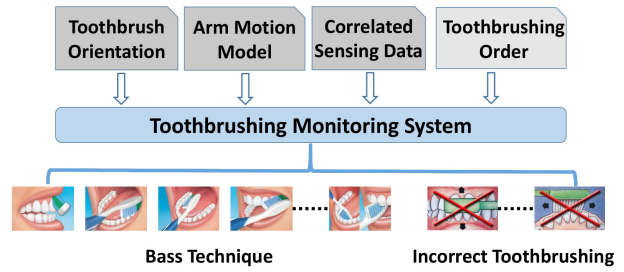 Toothbrush
Orientation
Arm Motion
Model
Correlated
Sensing Data
Toothbrushing
Order
Toothbrushing Monitoring System
Bass Technique
Incorrect Toothbrushing